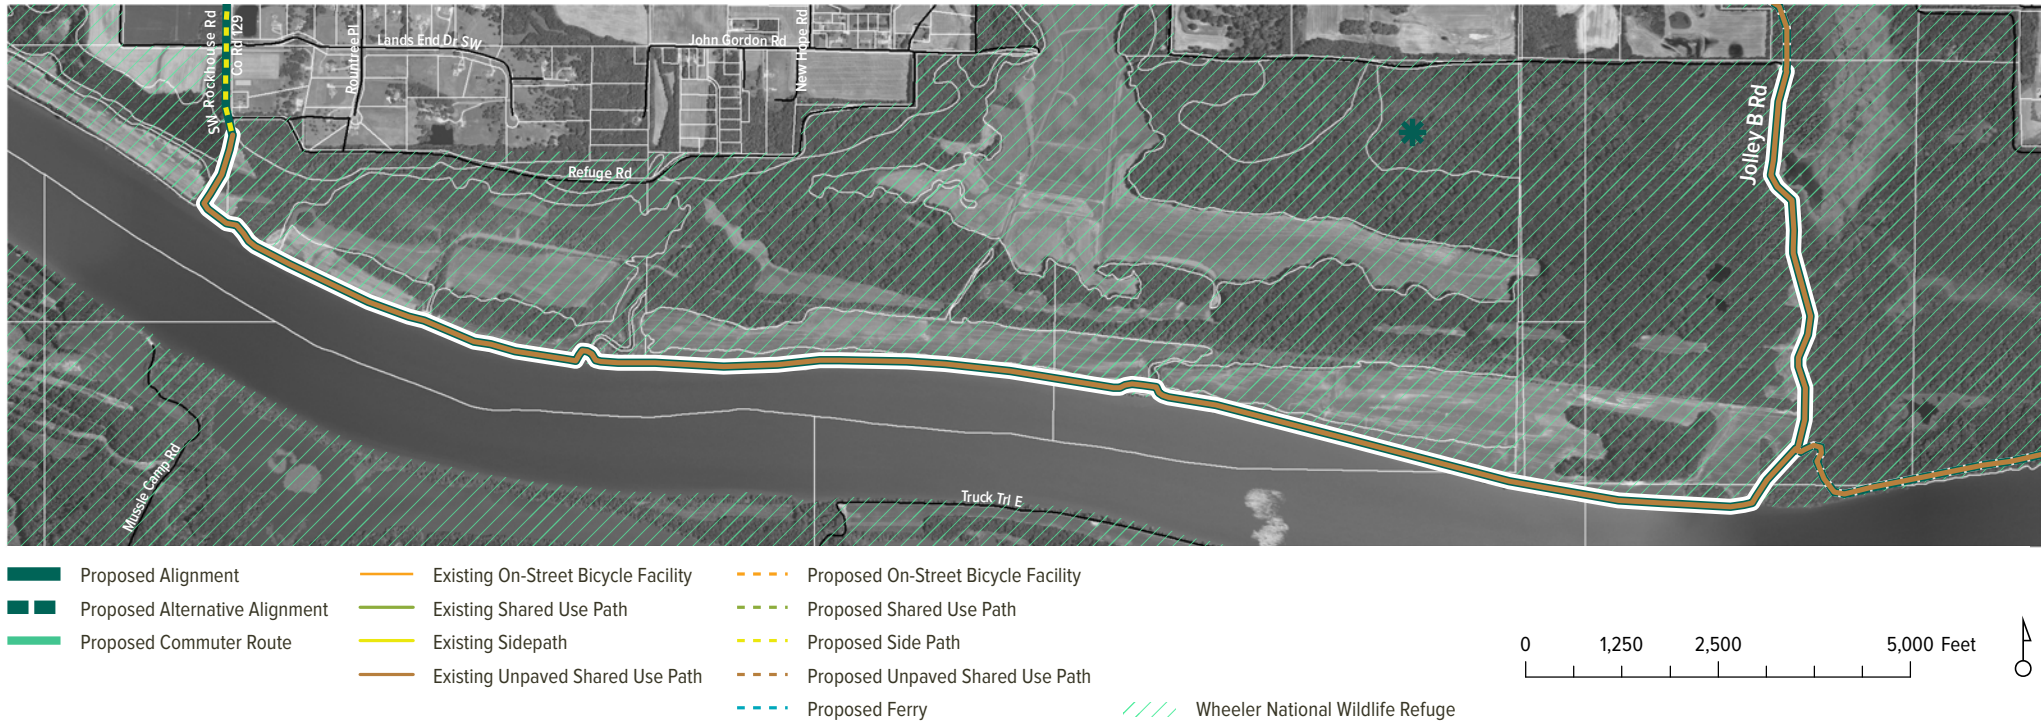 SW Rockhouse Rd
Co Rd 129
Rountree Pl
Lands End Dr SW
John Gordon Rd
New Hope Rd
Refuge Rd
Jolley B Rd
Mussle Camp Rd
Truck Trl E
Proposed Alignment
Proposed Alternative Alignment
Proposed Commuter Route
Existing On-Street Bicycle Facility
Existing Shared Use Path
Existing Sidepath
Existing Unpaved Shared Use Path
Proposed On-Street Bicycle Facility
Proposed Shared Use Path
Proposed Side Path
Proposed Unpaved Shared Use Path
Proposed Ferry
Wheeler National Wildlife Refuge
0 1,250 2,500 5,000 Feet